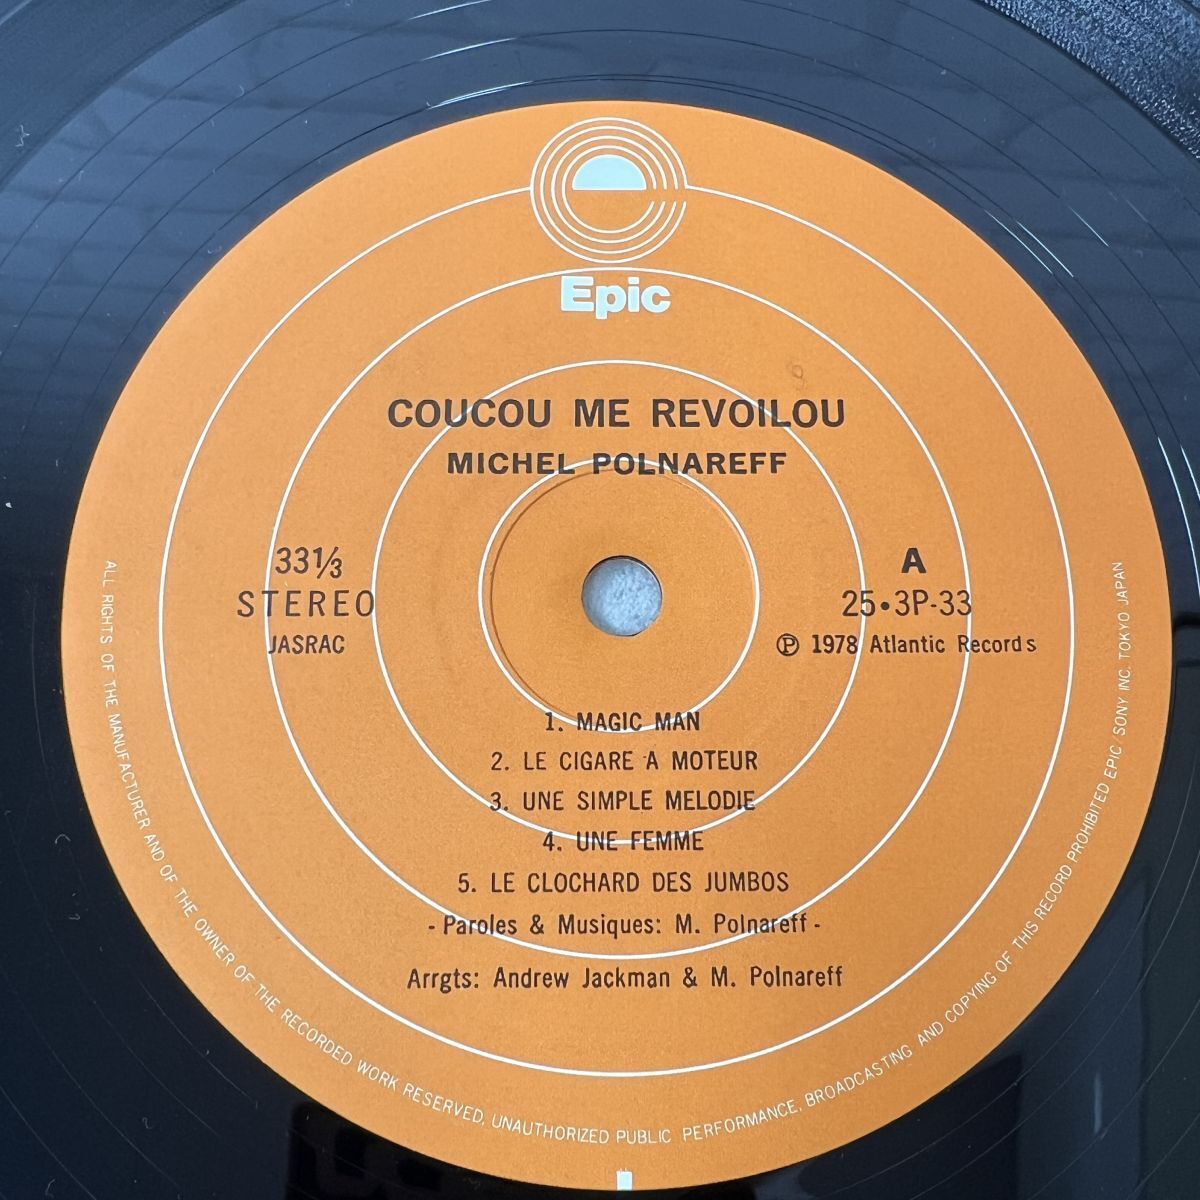 Epic
COUCOU ME REVOILOU
MICHEL POLNAREFF
33⅓
STEREO
JASRAC
A
25•3P-33
Ⓟ 1978 Atlantic Records
1. MAGIC MAN
2. LE CIGARE A MOTEUR
3. UNE SIMPLE MELODIE
4. UNE FEMME
5. LE CLOCHARD DES JUMBOS
- Paroles & Musiques: M. Polnareff -
Arrgts: Andrew Jackman & M. Polnareff
ALL RIGHTS OF THE MANUFACTURER AND OF THE OWNER OF THE RECORDED WORK RESERVED. UNAUTHORIZED PUBLIC PERFORMANCE, BROADCASTING AND COPYING OF THIS RECORD PROHIBITED EPIC/SONY INC. TOKYO JAPAN